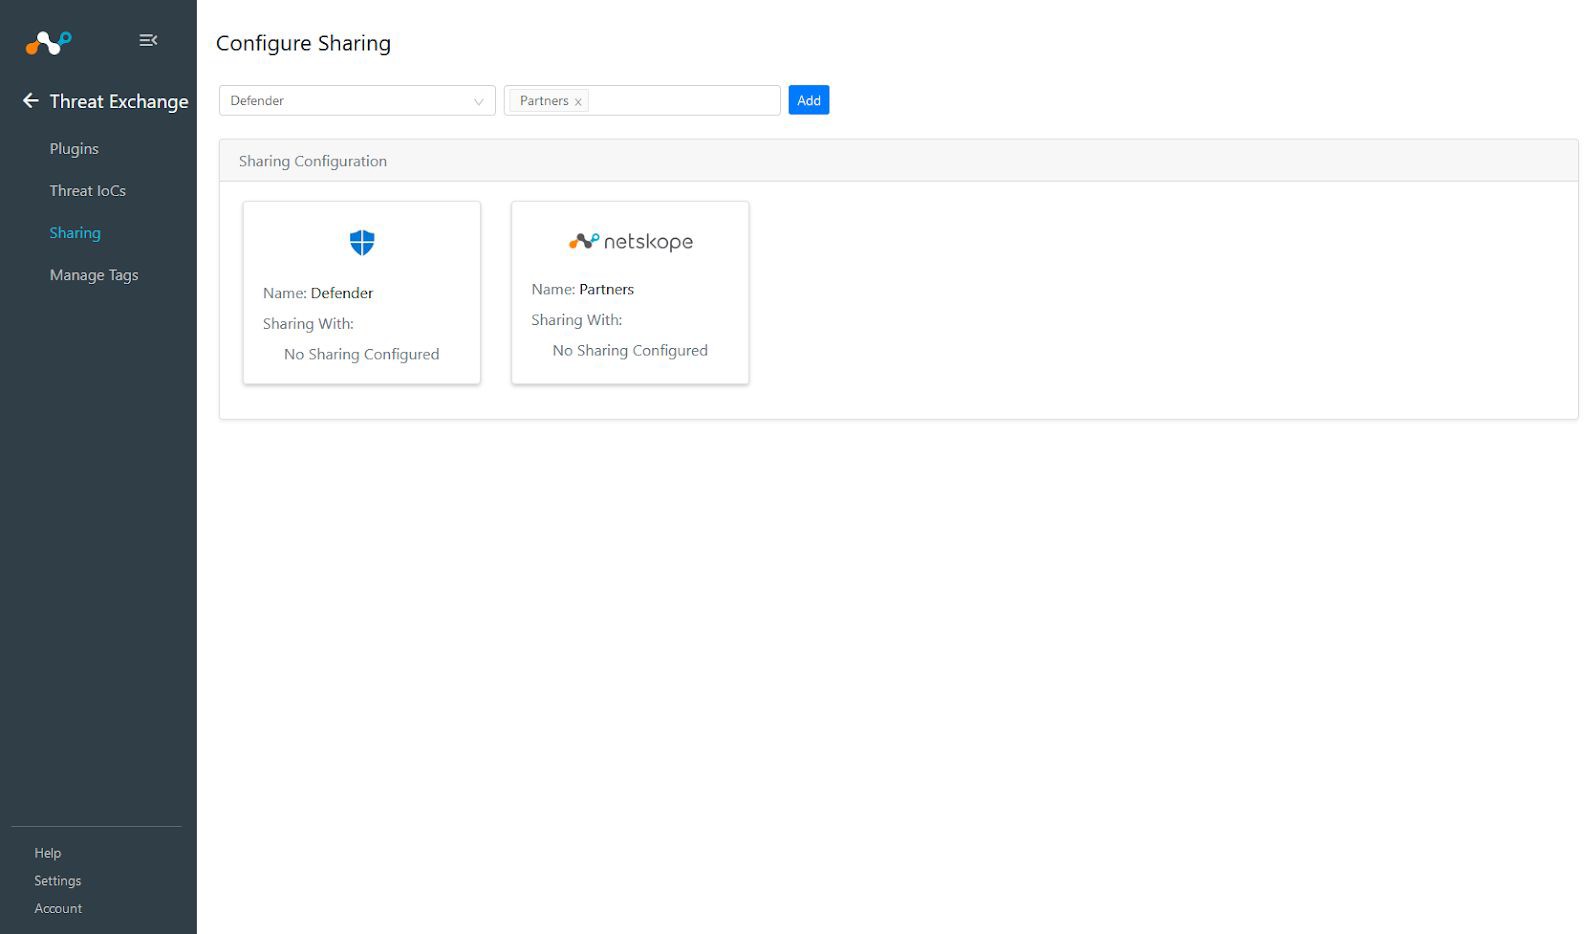 Threat Exchange
Plugins
Threat IoCs
Sharing
Manage Tags
Help
Settings
Account
Configure Sharing
Defender
Partners x
Add
Sharing Configuration
Name: Defender
Sharing With:
No Sharing Configured
netskope
Name: Partners
Sharing With:
No Sharing Configured